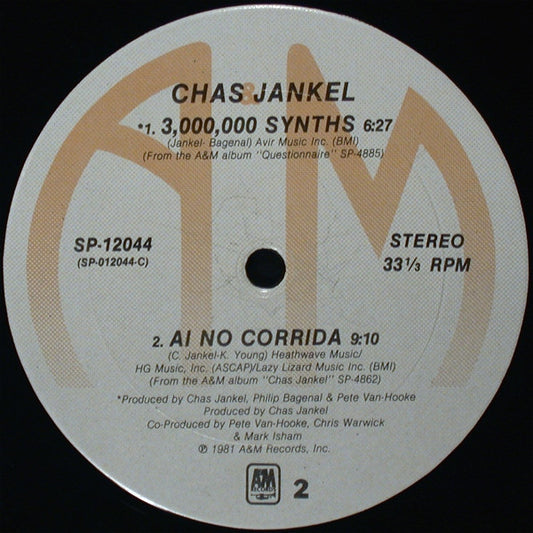 A&M
CHAS JANKEL
*1. 3,000,000 SYNTHS 6:27
(Jankel- Bagenal) Avir Music Inc. (BMI)
(From the A&M album "Questionnaire" SP-4885)
SP-12044
(SP-012044-C)
STEREO
33 1/3 RPM
2. AI NO CORRIDA 9:10
(C. Jankel-K. Young) Heathwave Music/
HG Music, Inc. (ASCAP)/Lazy Lizard Music Inc. (BMI)
(From the A&M album "Chas Jankel" SP-4862)
*Produced by Chas Jankel, Philip Bagenal & Pete Van-Hooke
Produced by Chas Jankel
Co-Produced by Pete Van-Hooke, Chris Warwick
& Mark Isham
℗ 1981 A&M Records, Inc.
A&M
RECORDS
2